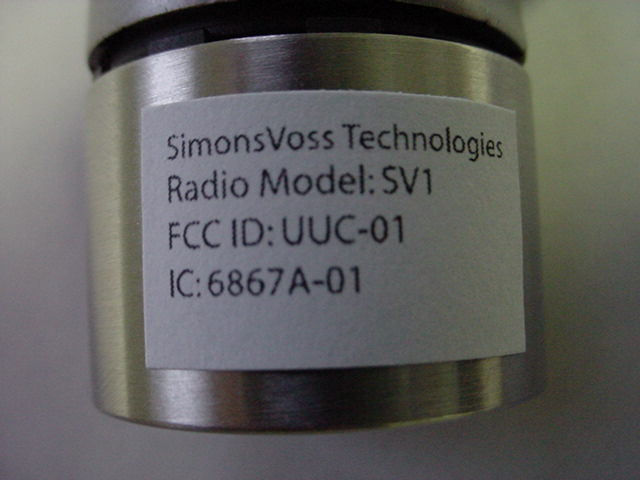 SimonsVoss Technologies
Radio Model: SV1
FCC ID: UUC-01
IC: 6867A-01